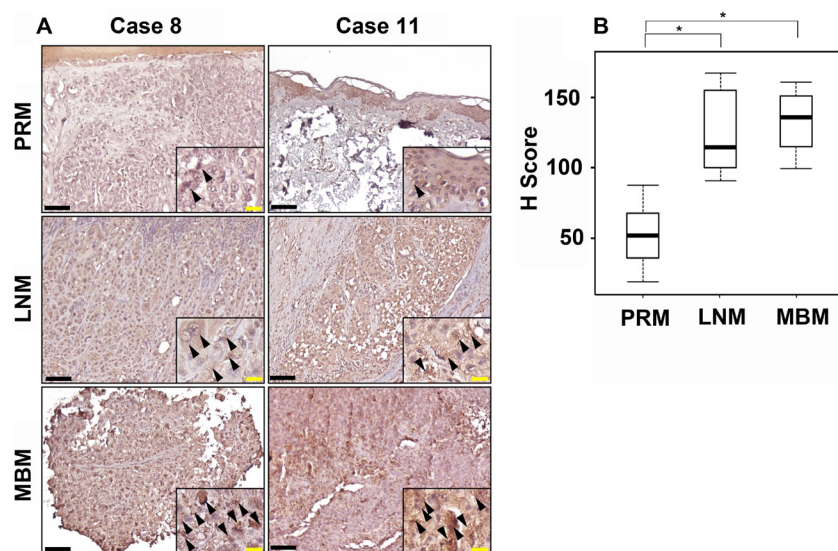 A Case 8 Case 11
PRM
LNM
MBM
B
* *
H Score
150
100
50
PRM LNM MBM